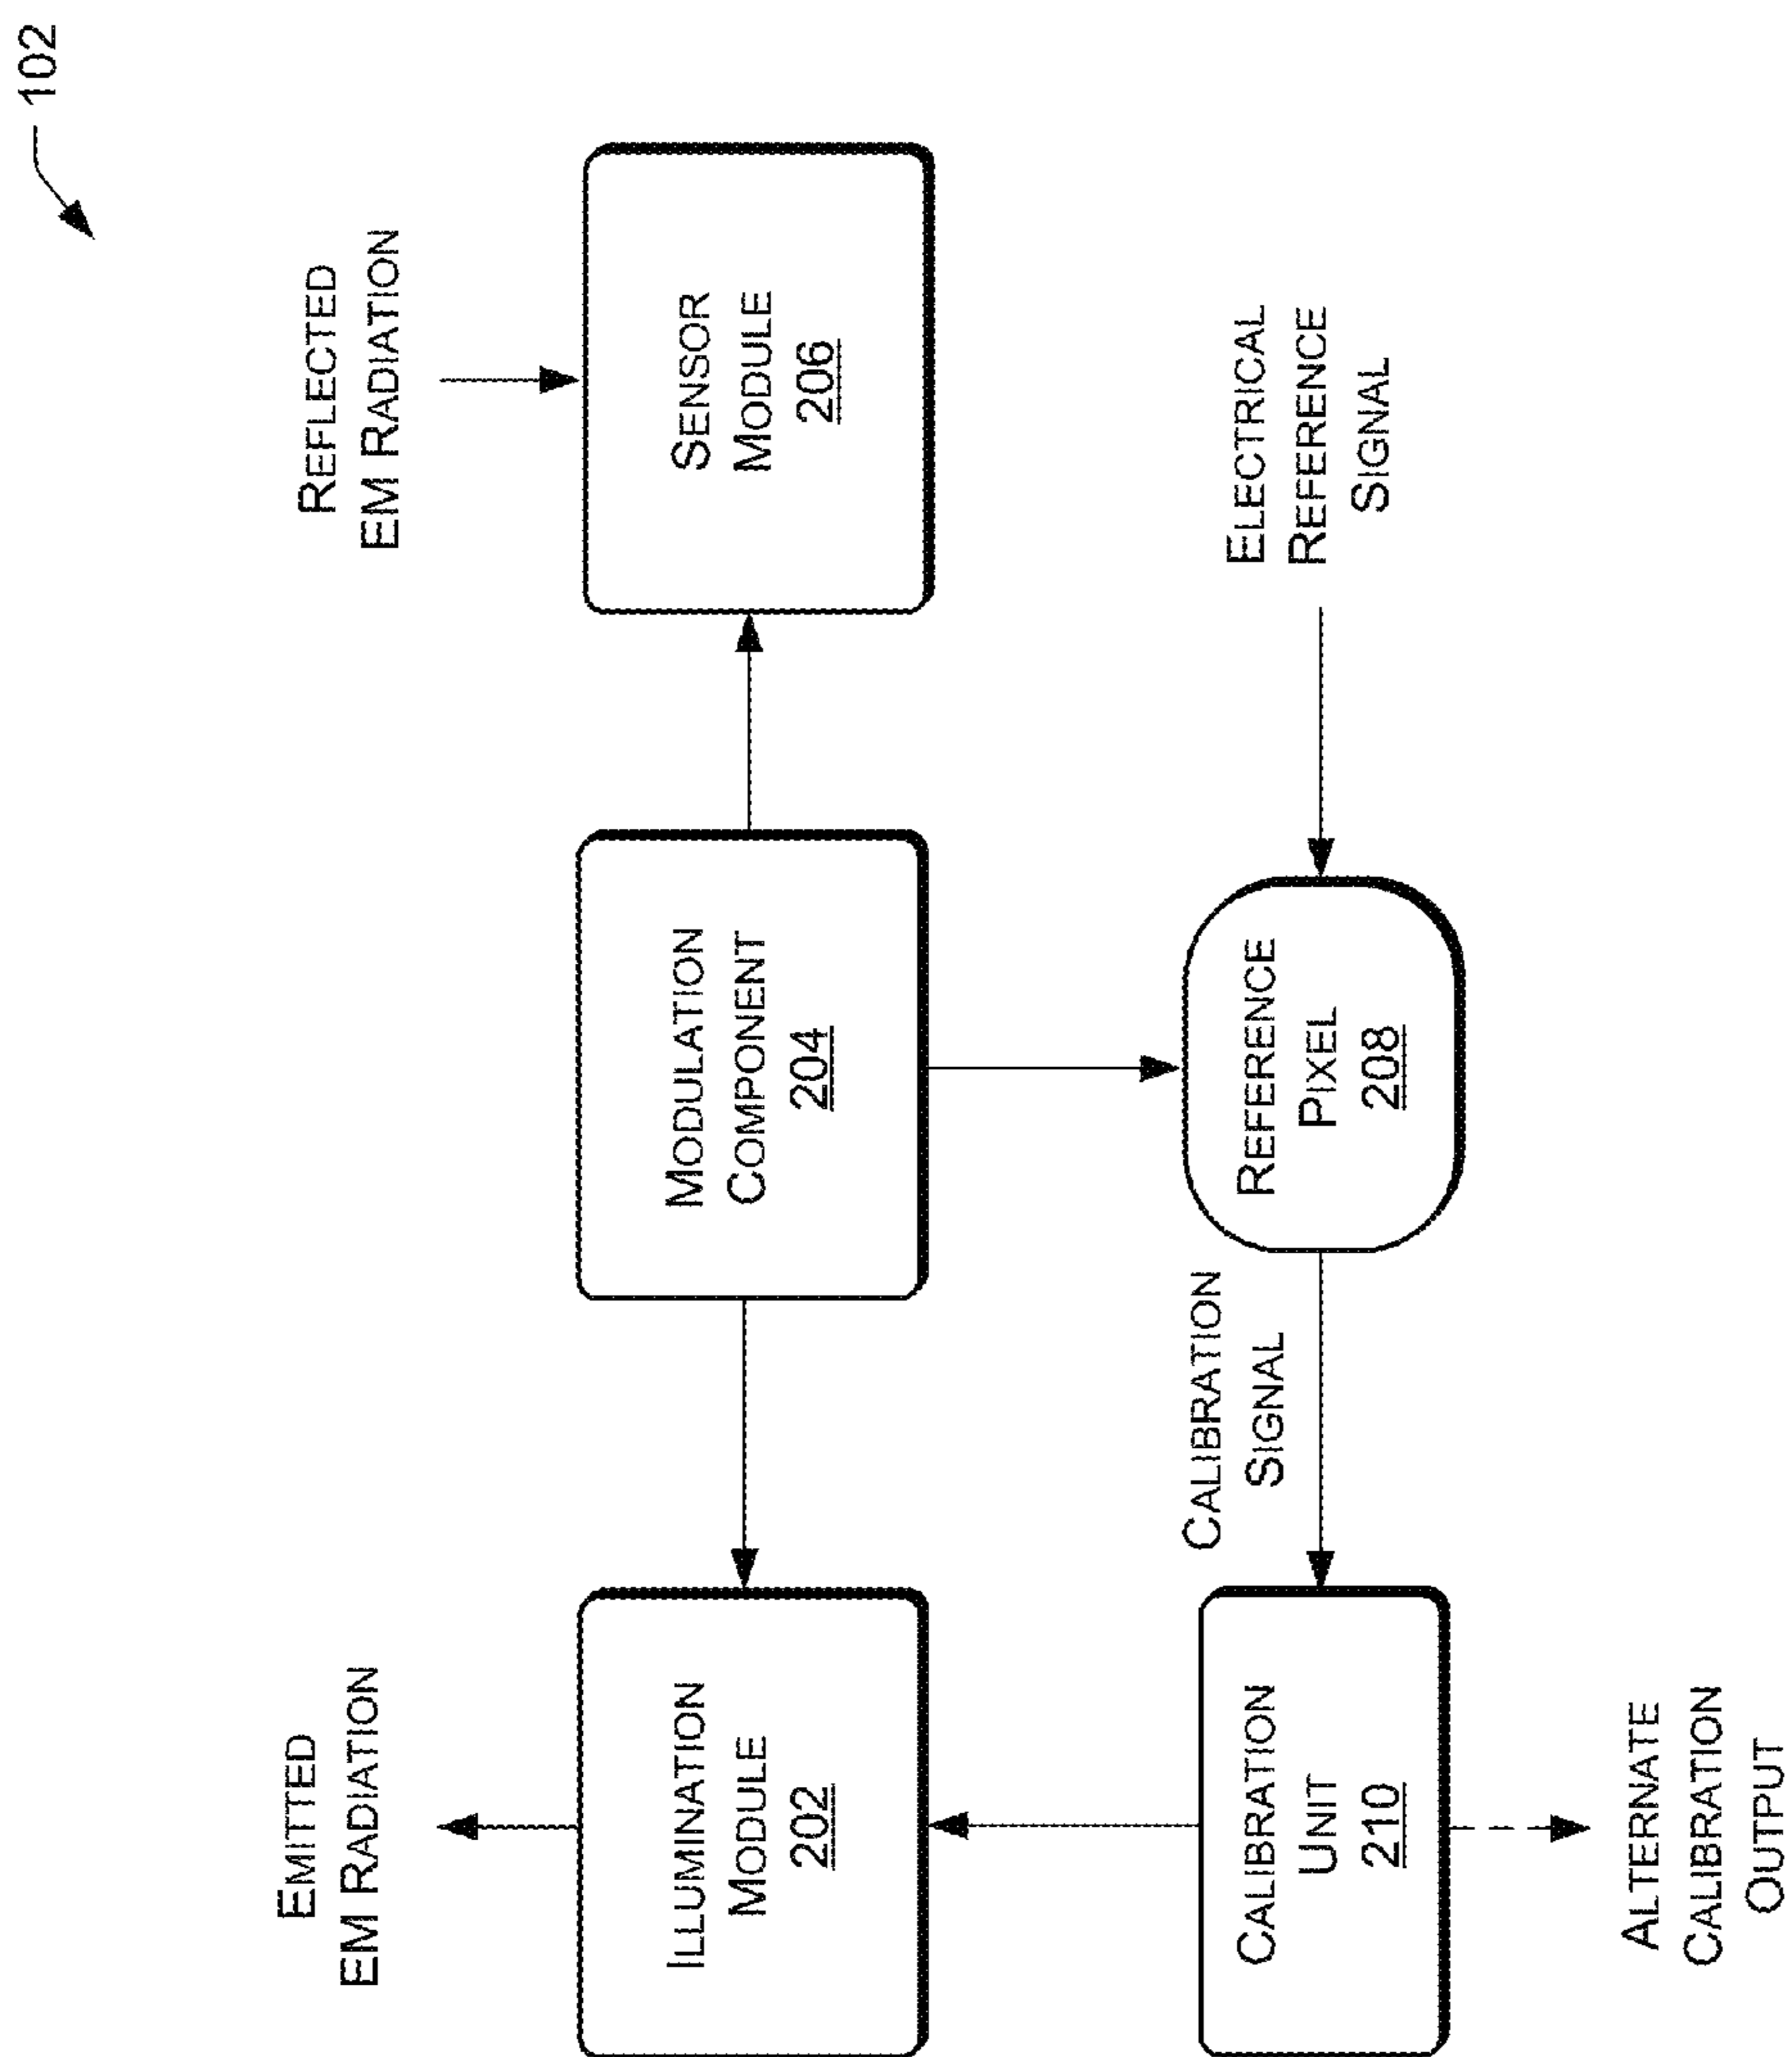 102
EMITTED
EM RADIATION
REFLECTED
EM RADIATION
ILLUMINATION
MODULE
202
MODULATION
COMPONENT
204
SENSOR
MODULE
206
CALIBRATION
SIGNAL
ELECTRICAL
REFERENCE
SIGNAL
CALIBRATION
UNIT
210
REFERENCE
PIXEL
208
ALTERNATE
CALIBRATION
OUTPUT